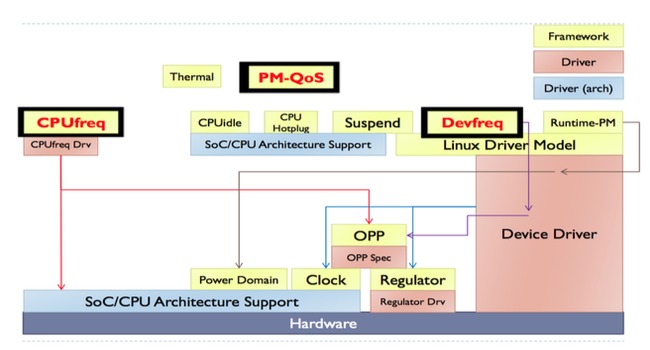 Framework
Driver
Driver (arch)
Thermal
PM-QoS
CPUfreq
CPUfreq Drv
CPUidle
CPU
Hotplug
Suspend
Devfreq
Runtime-PM
SoC/CPU Architecture Support
Linux Driver Model
OPP
OPP Spec
Device Driver
Power Domain
Clock
Regulator
SoC/CPU Architecture Support
Regulator Drv
Hardware